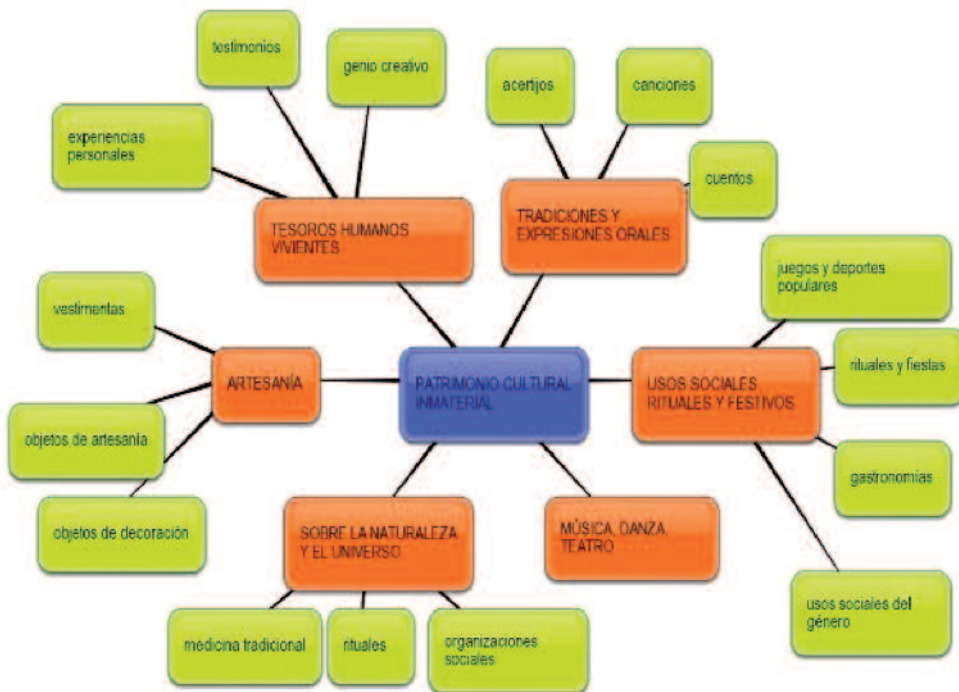 testimonios
genio creativo
acertijos
canciones
experiencias
personales
cuentos
TESOROS HUMANOS
VIVIENTES
TRADICIONES Y
EXPRESIONES ORALES
juegos y deportes
populares
vestimentas
ARTESANÍA
PATRIMONIO CULTURAL
INMATERIAL
USOS SOCIALES,
RITUALES Y FESTIVOS
rituales y fiestas
objetos de artesanía
gastronomías
objetos de decoración
SOBRE LA NATURALEZA
Y EL UNIVERSO
MÚSICA, DANZA,
TEATRO
usos sociales del
género
medicina tradicional
rituales
organizaciones
sociales